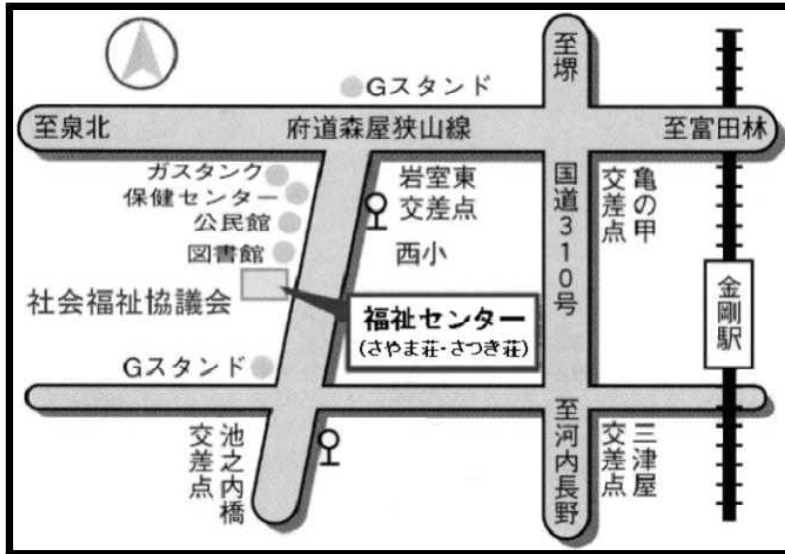 至堺
Gスタンド
至泉北
府道森屋狭山線
至富田林
ガスタンク
保健センター
公民館
図書館
社会福祉協議会
岩室東
交差点
西小
国道310号
亀の甲
交差点
金剛駅
福祉センター
(さやま荘・さつき荘)
Gスタンド
池之内橋
交差点
至河内長野
三津屋
交差点